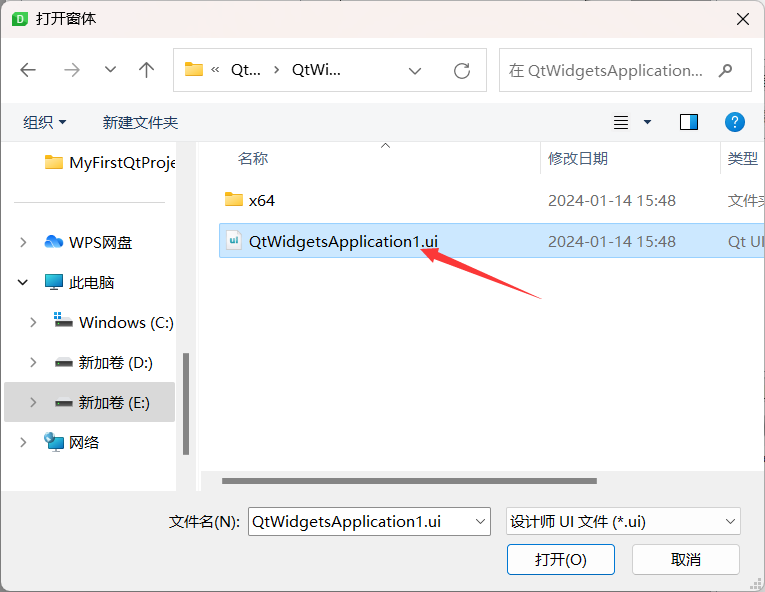 打开窗体
« Qt... › QtWi...
在 QtWidgetsApplication...
组织
新建文件夹
MyFirstQtProje
WPS网盘
此电脑
Windows (C:)
新加卷 (D:)
新加卷 (E:)
网络
名称 修改日期 类型
x64 2024-01-14 15:48 文件夹
QtWidgetsApplication1.ui 2024-01-14 15:48 Qt UI
文件名(N): QtWidgetsApplication1.ui 设计师 UI 文件 (*.ui)
打开(O) 取消